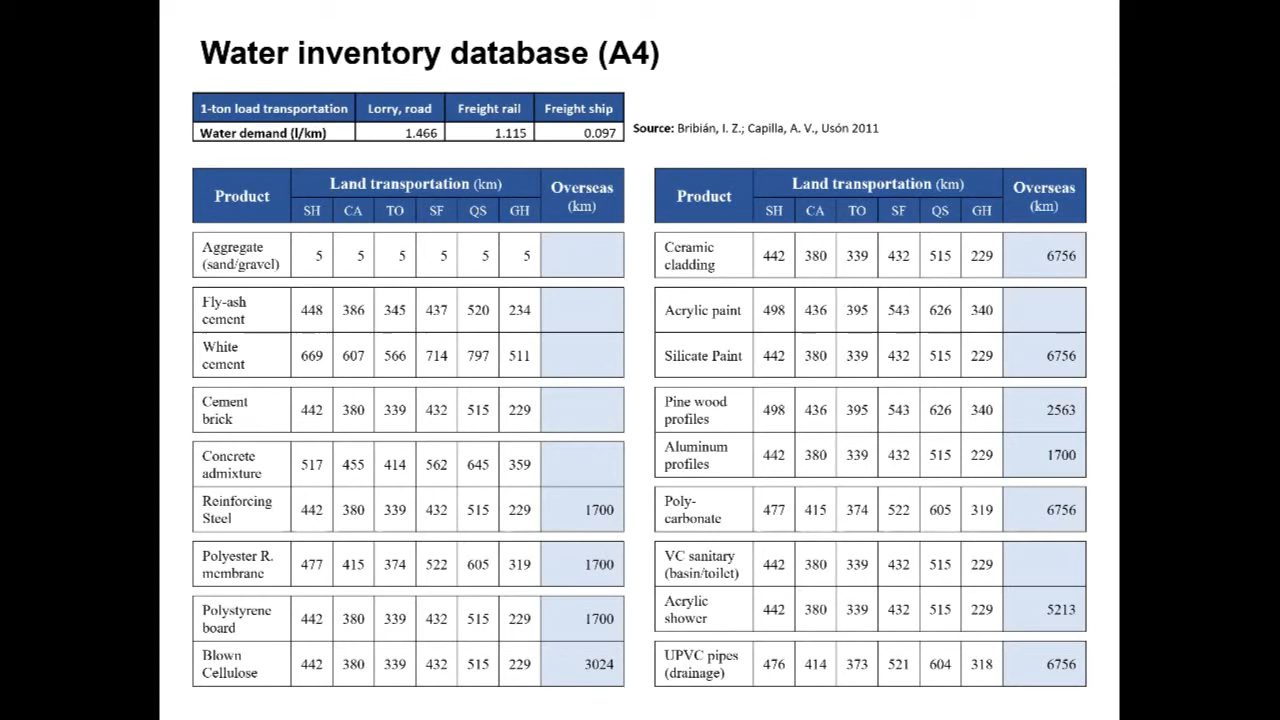 Water inventory database (A4)
1-ton load transportation Lorry, road Freight rail Freight ship
Water demand (l/km) 1.466 1.115 0.097
Source: Bribián, I. Z.; Capilla, A. V., Usón 2011
Product Land transportation (km) Overseas (km)
SH CA TO SF QS GH
Aggregate (sand/gravel) 5 5 5 5 5 5
Fly-ash cement 448 386 345 437 520 234
White cement 669 607 566 714 797 511
Cement brick 442 380 339 432 515 229
Concrete admixture 517 455 414 562 645 359
Reinforcing Steel 442 380 339 432 515 229 1700
Polyester R. membrane 477 415 374 522 605 319 1700
Polystyrene board 442 380 339 432 515 229 1700
Blown Cellulose 442 380 339 432 515 229 3024
Product Land transportation (km) Overseas (km)
SH CA TO SF QS GH
Ceramic cladding 442 380 339 432 515 229 6756
Acrylic paint 498 436 395 543 626 340
Silicate Paint 442 380 339 432 515 229 6756
Pine wood profiles 498 436 395 543 626 340 2563
Aluminum profiles 442 380 339 432 515 229 1700
Poly-carbonate 477 415 374 522 605 319 6756
VC sanitary (basin/toilet) 442 380 339 432 515 229
Acrylic shower 442 380 339 432 515 229 5213
UPVC pipes (drainage) 476 414 373 521 604 318 6756